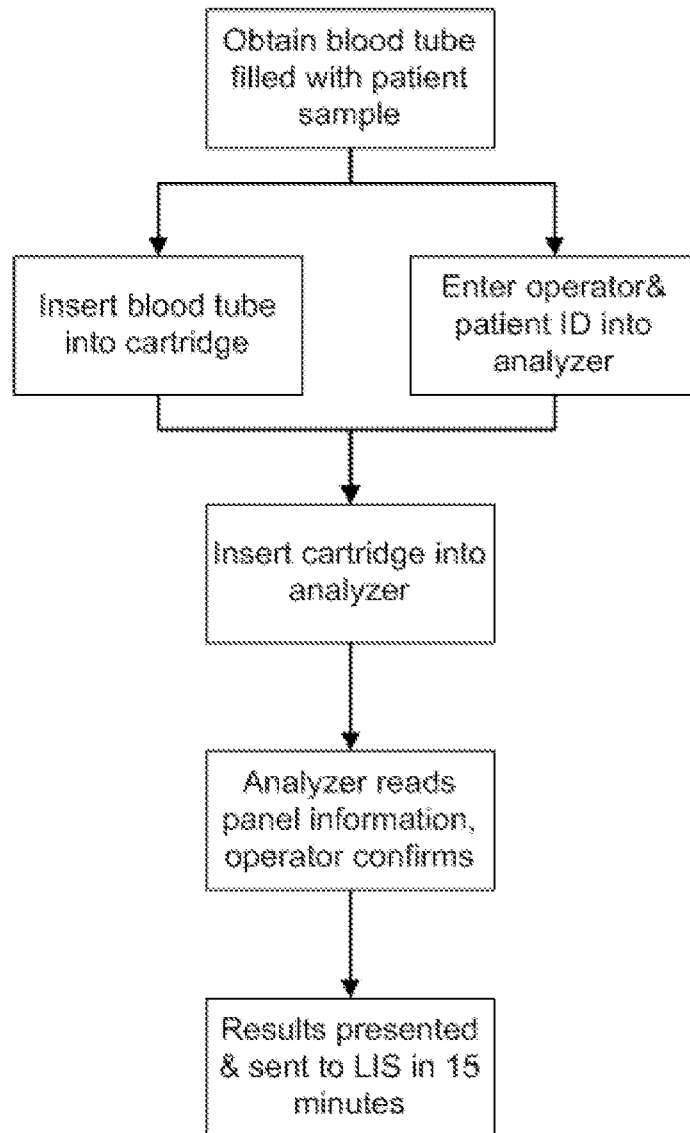 Obtain blood tube
filled with patient
sample
Insert blood tube
into cartridge
Enter operator&
patient ID into
analyzer
Insert cartridge into
analyzer
Analyzer reads
panel information,
operator confirms
Results presented
& sent to LIS in 15
minutes